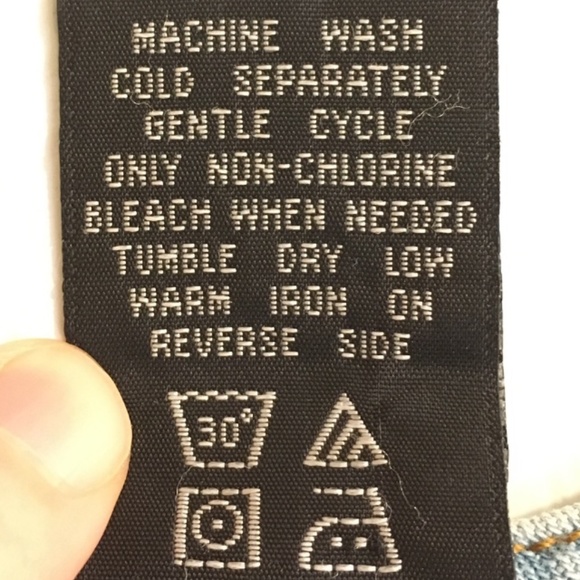 MACHINE WASH
COLD SEPARATELY
GENTLE CYCLE
ONLY NON-CHLORINE
BLEACH WHEN NEEDED
TUMBLE DRY LOW
WARM IRON ON
REVERSE SIDE
30°